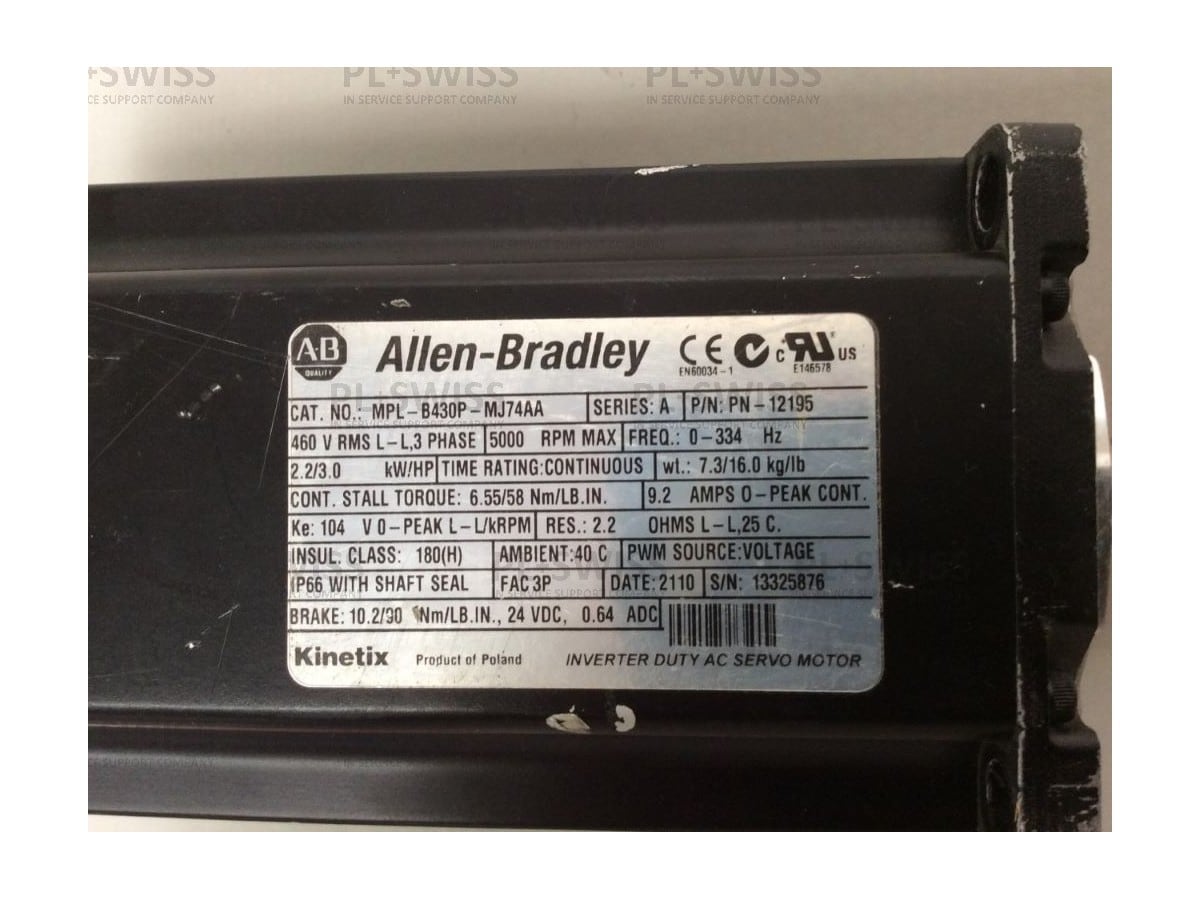 PL+SWISS PL+SWISS PL+SWISS
CE SUPPORT COMPANY IN SERVICE SUPPORT COMPANY IN SERVICE SUPPORT COMPANY
A-B QUALITY
Allen-Bradley CE C c RU US
EN60034-1 E146578
CAT. NO.: MPL-B430P-MJ74AA SERIES: A P/N: PN-12195
460 V RMS L-L,3 PHASE 5000 RPM MAX FREQ.: 0-334 Hz
2.2/3.0 kW/HP TIME RATING:CONTINUOUS wt.: 7.3/16.0 kg/lb
CONT. STALL TORQUE: 6.55/58 Nm/LB.IN. 9.2 AMPS 0-PEAK CONT.
Ke: 104 V 0-PEAK L-L/kRPM RES.: 2.2 OHMS L-L,25 C.
INSUL. CLASS: 180(H) AMBIENT:40 C PWM SOURCE:VOLTAGE
IP66 WITH SHAFT SEAL FAC 3P DATE:2110 S/N: 13325876
BRAKE: 10.2/90 Nm/LB.IN., 24 VDC, 0.64 ADC
Kinetix Product of Poland INVERTER DUTY AC SERVO MOTOR